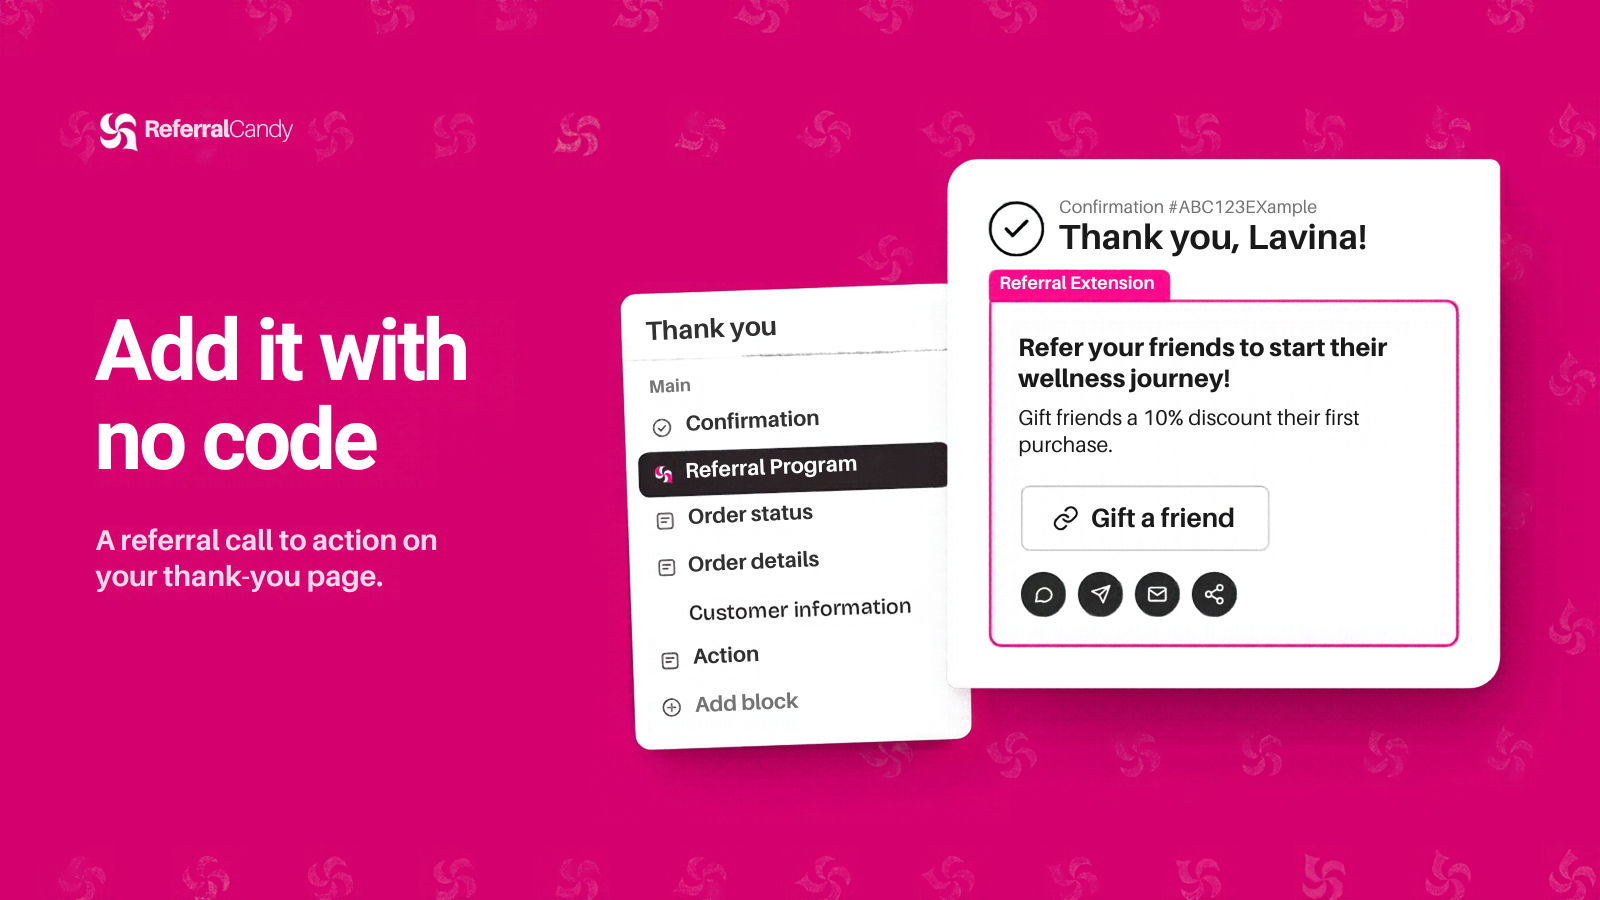 ReferralCandy
Add it with
no code
A referral call to action on
your thank-you page.
Thank you
Main
Confirmation
Referral Program
Order status
Order details
Customer information
Action
Add block
Confirmation #ABC123EXample
Thank you, Lavina!
Referral Extension
Refer your friends to start their
wellness journey!
Gift friends a 10% discount their first
purchase.
Gift a friend